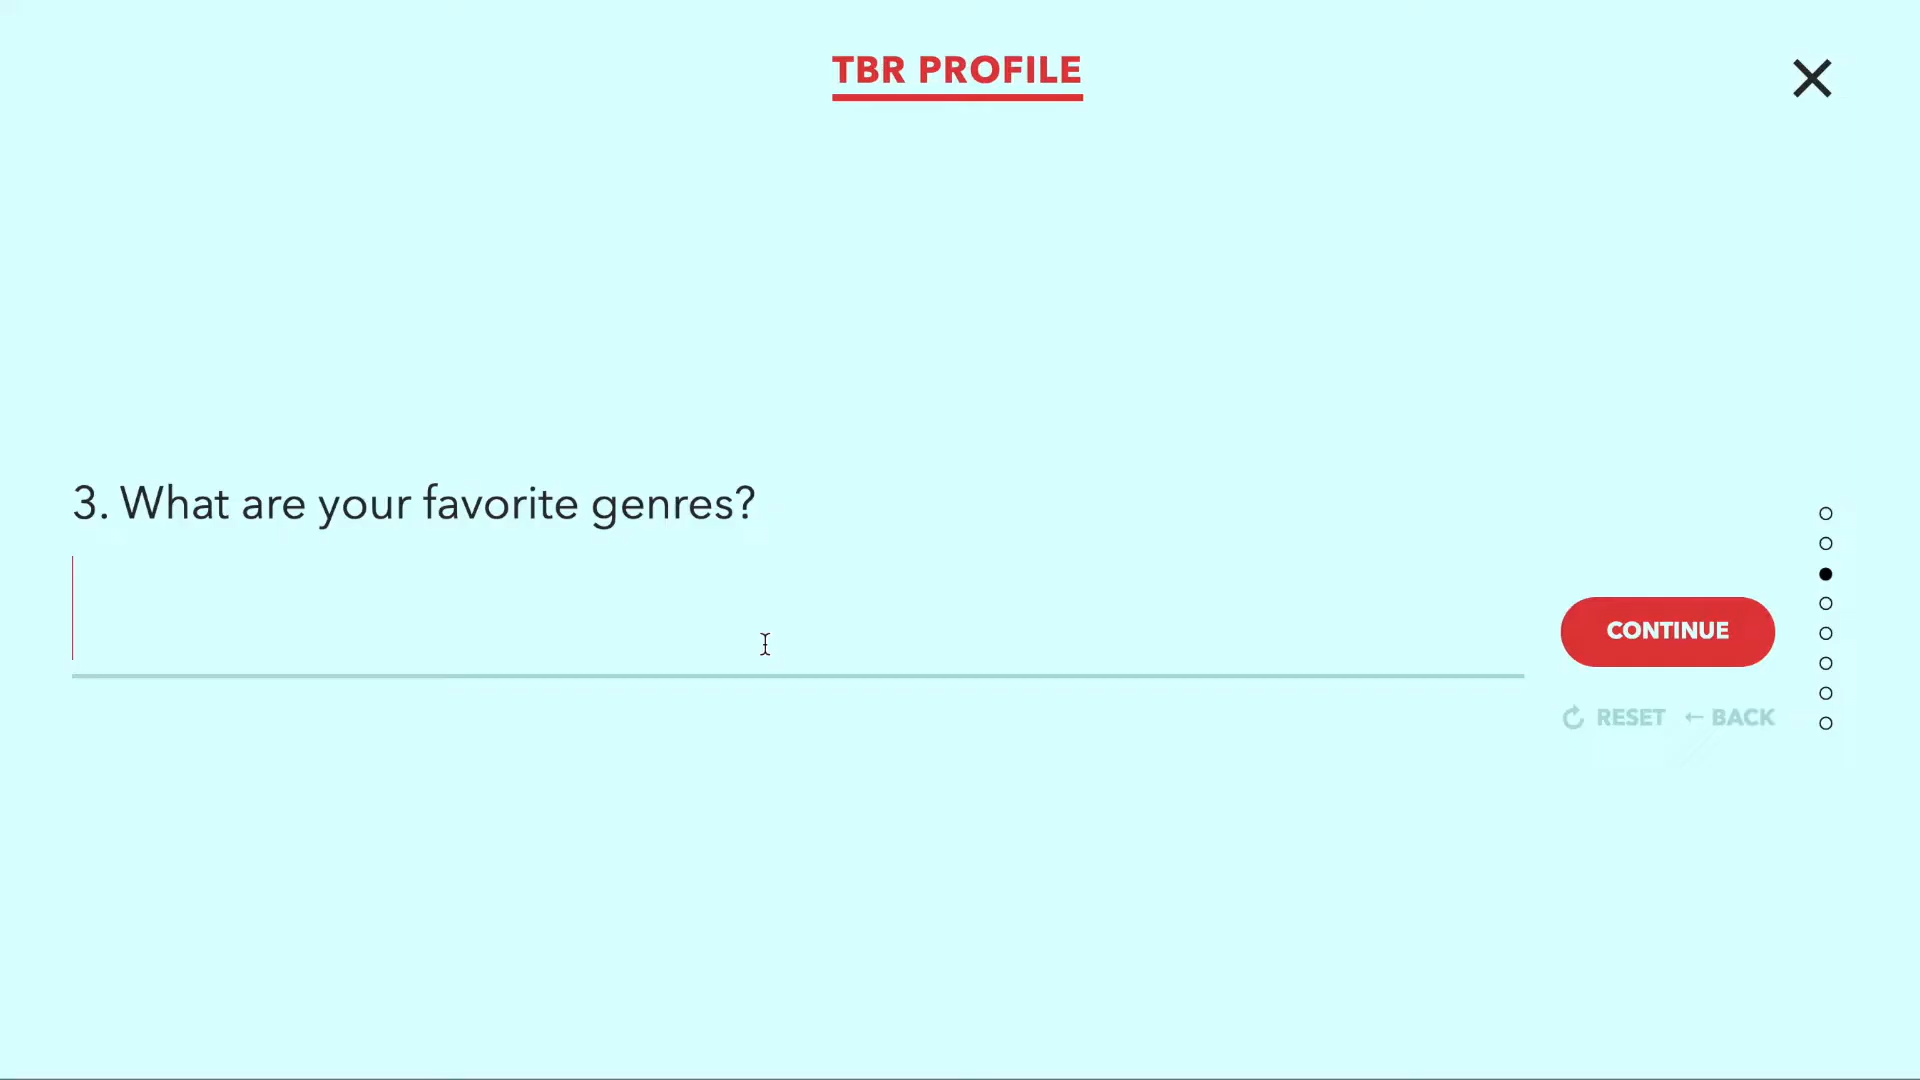 TBR PROFILE
3. What are your favorite genres?
CONTINUE
RESET ← BACK